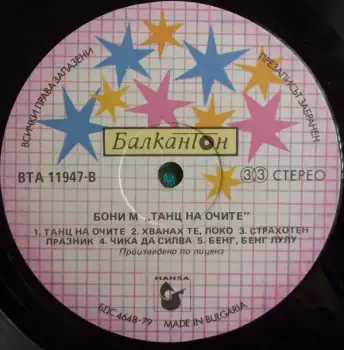 ВСИЧКИ ПРАВА ЗАПАЗЕНИ
ПРЕЗАПИСЪТ ЗАБРАНЕН
Балкантон
ВТА 11947-В
33 СТЕРЕО
БОНИ М „ТАНЦ НА ОЧИТЕ"
1. ТАНЦ НА ОЧИТЕ 2. ХВАНАХ ТЕ, ЛОКО 3. СТРАХОТЕН
ПРАЗНИК 4. ЧИКА ДА СИЛВА 5. БЕНГ, БЕНГ ЛУЛУ
Произведено по лиценз
HANSA
БДС 4648-79 MADE IN BULGARIA